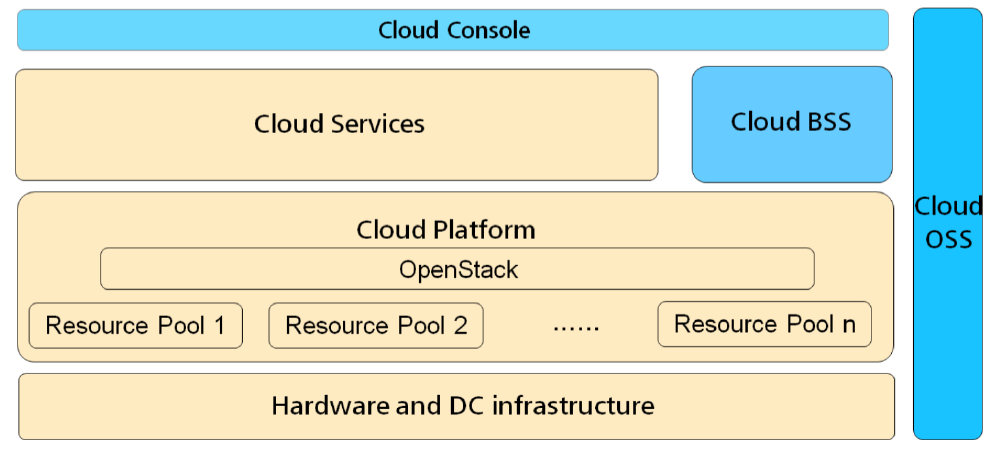 Cloud Console
Cloud Services
Cloud BSS
Cloud
OSS
Cloud Platform
OpenStack
Resource Pool 1
Resource Pool 2
......
Resource Pool n
Hardware and DC infrastructure